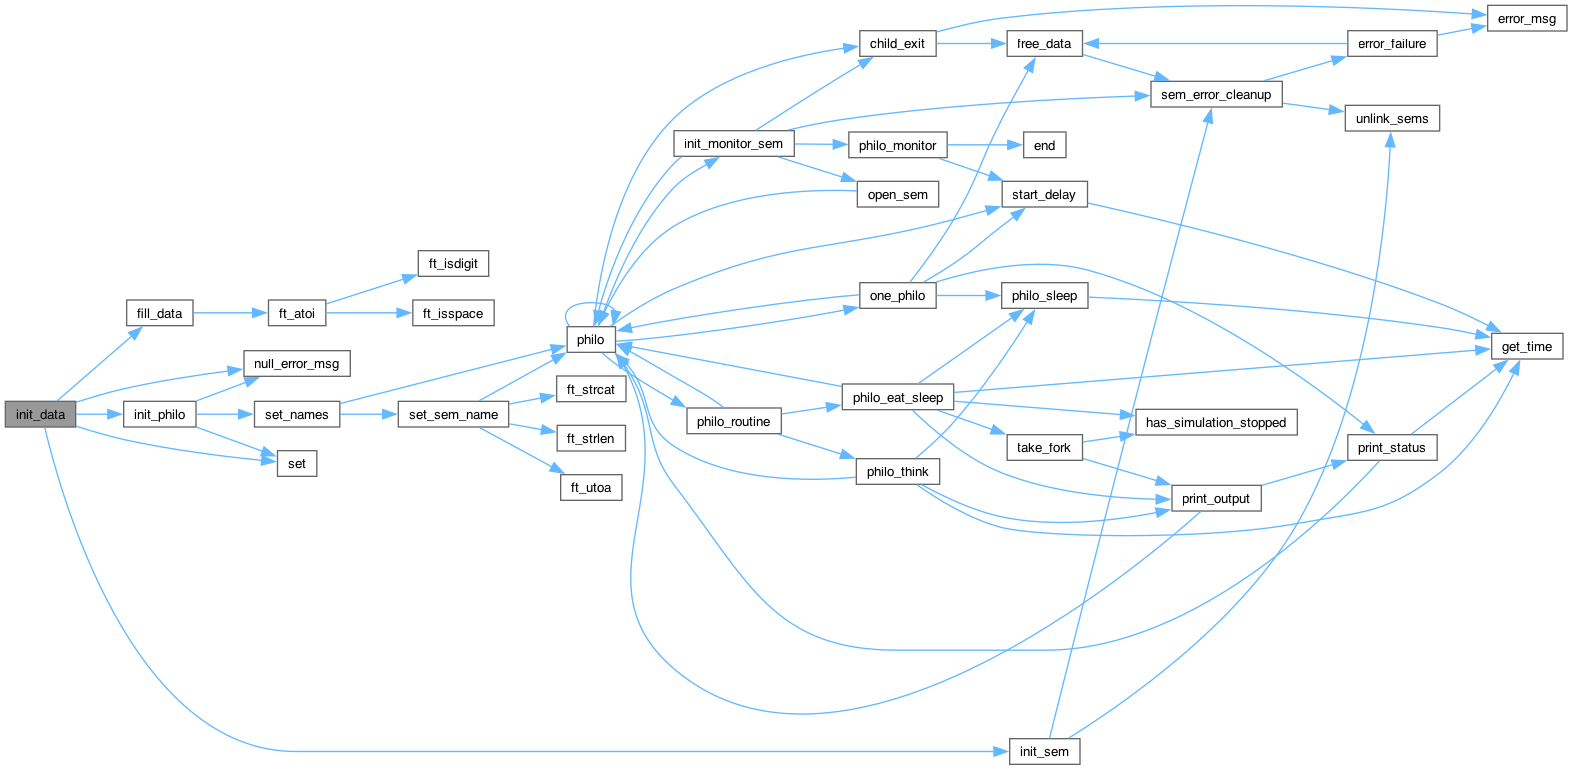 error_msg
child_exit
free_data
error_failure
sem_error_cleanup
unlink_sems
init_monitor_sem
philo_monitor
end
open_sem
start_delay
ft_isdigit
one_philo
philo_sleep
fill_data
ft_atoi
ft_isspace
philo
get_time
null_error_msg
ft_strcat
philo_eat_sleep
init_data
init_philo
set_names
set_sem_name
philo_routine
has_simulation_stopped
ft_strlen
take_fork
print_status
set
philo_think
ft_utoa
print_output
init_sem